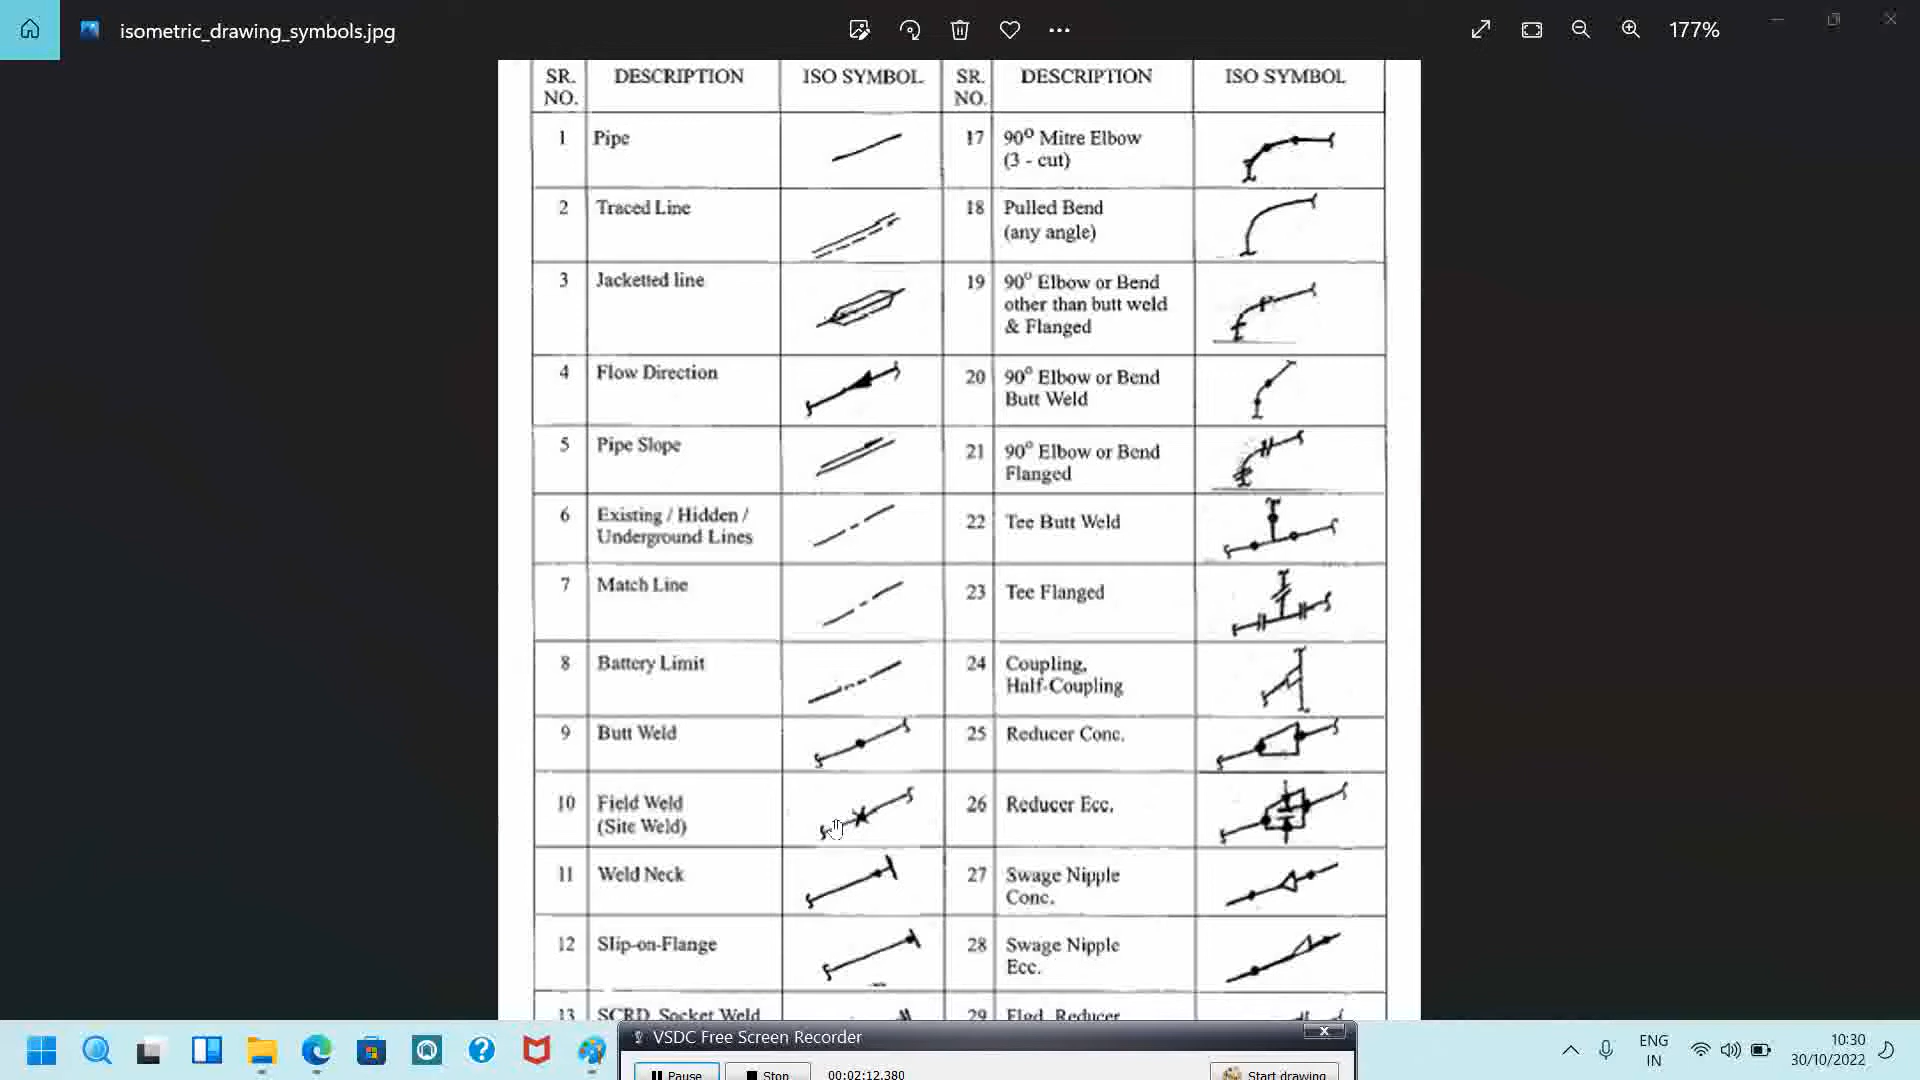 isometric_drawing_symbols.jpg
177%
SR. NO. DESCRIPTION ISO SYMBOL SR. NO. DESCRIPTION ISO SYMBOL
1 Pipe
17 90° Mitre Elbow
(3 - cut)
2 Traced Line
18 Pulled Bend
(any angle)
3 Jacketted line
19 90° Elbow or Bend
other than butt weld
& Flanged
4 Flow Direction
20 90° Elbow or Bend
Butt Weld
5 Pipe Slope
21 90° Elbow or Bend
Flanged
6 Existing / Hidden /
Underground Lines
22 Tee Butt Weld
7 Match Line
23 Tee Flanged
8 Battery Limit
24 Coupling,
Half-Coupling
9 Butt Weld
25 Reducer Conc.
10 Field Weld
(Site Weld)
26 Reducer Ecc.
11 Weld Neck
27 Swage Nipple
Conc.
12 Slip-on-Flange
28 Swage Nipple
Ecc.
13 SCRD. Socket Weld
29 Flgd. Reducer
VSDC Free Screen Recorder
Pause Stop 00:02:12.380 Start drawing
ENG
IN
10:30
30/10/2022